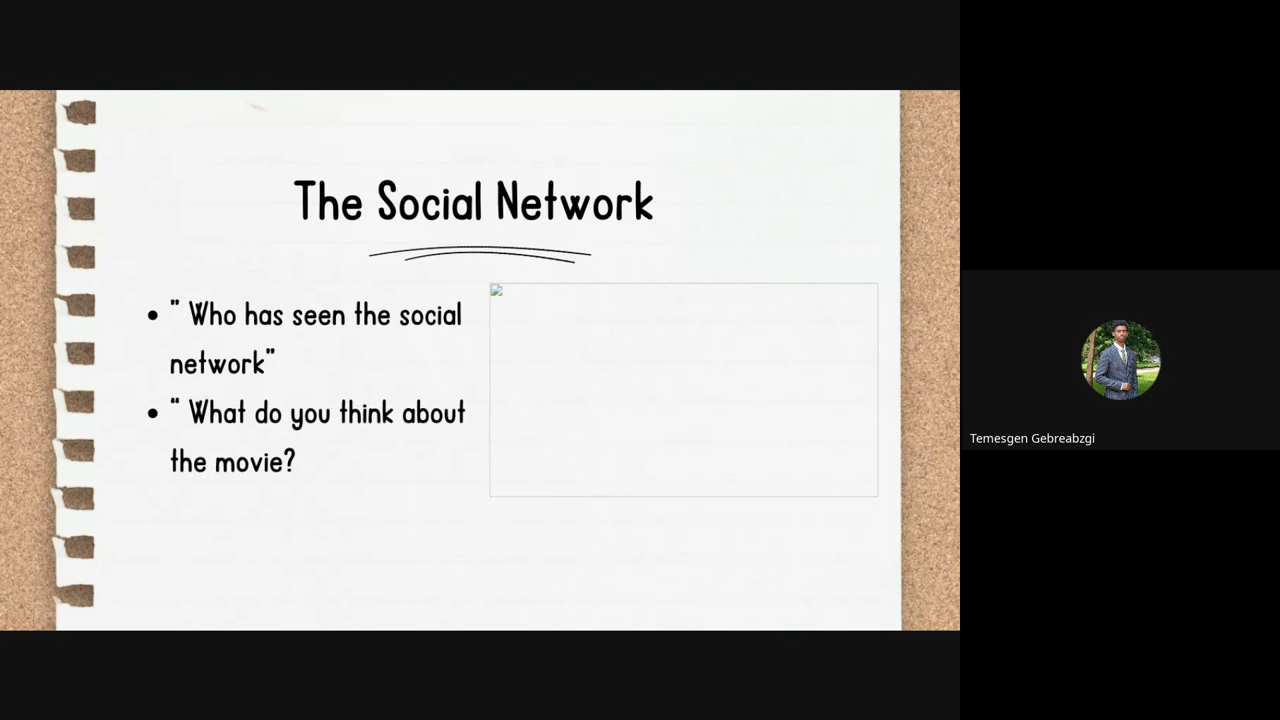 The Social Network
" Who has seen the social
network"
“ What do you think about
the movie?
Temesgen Gebreabzgi